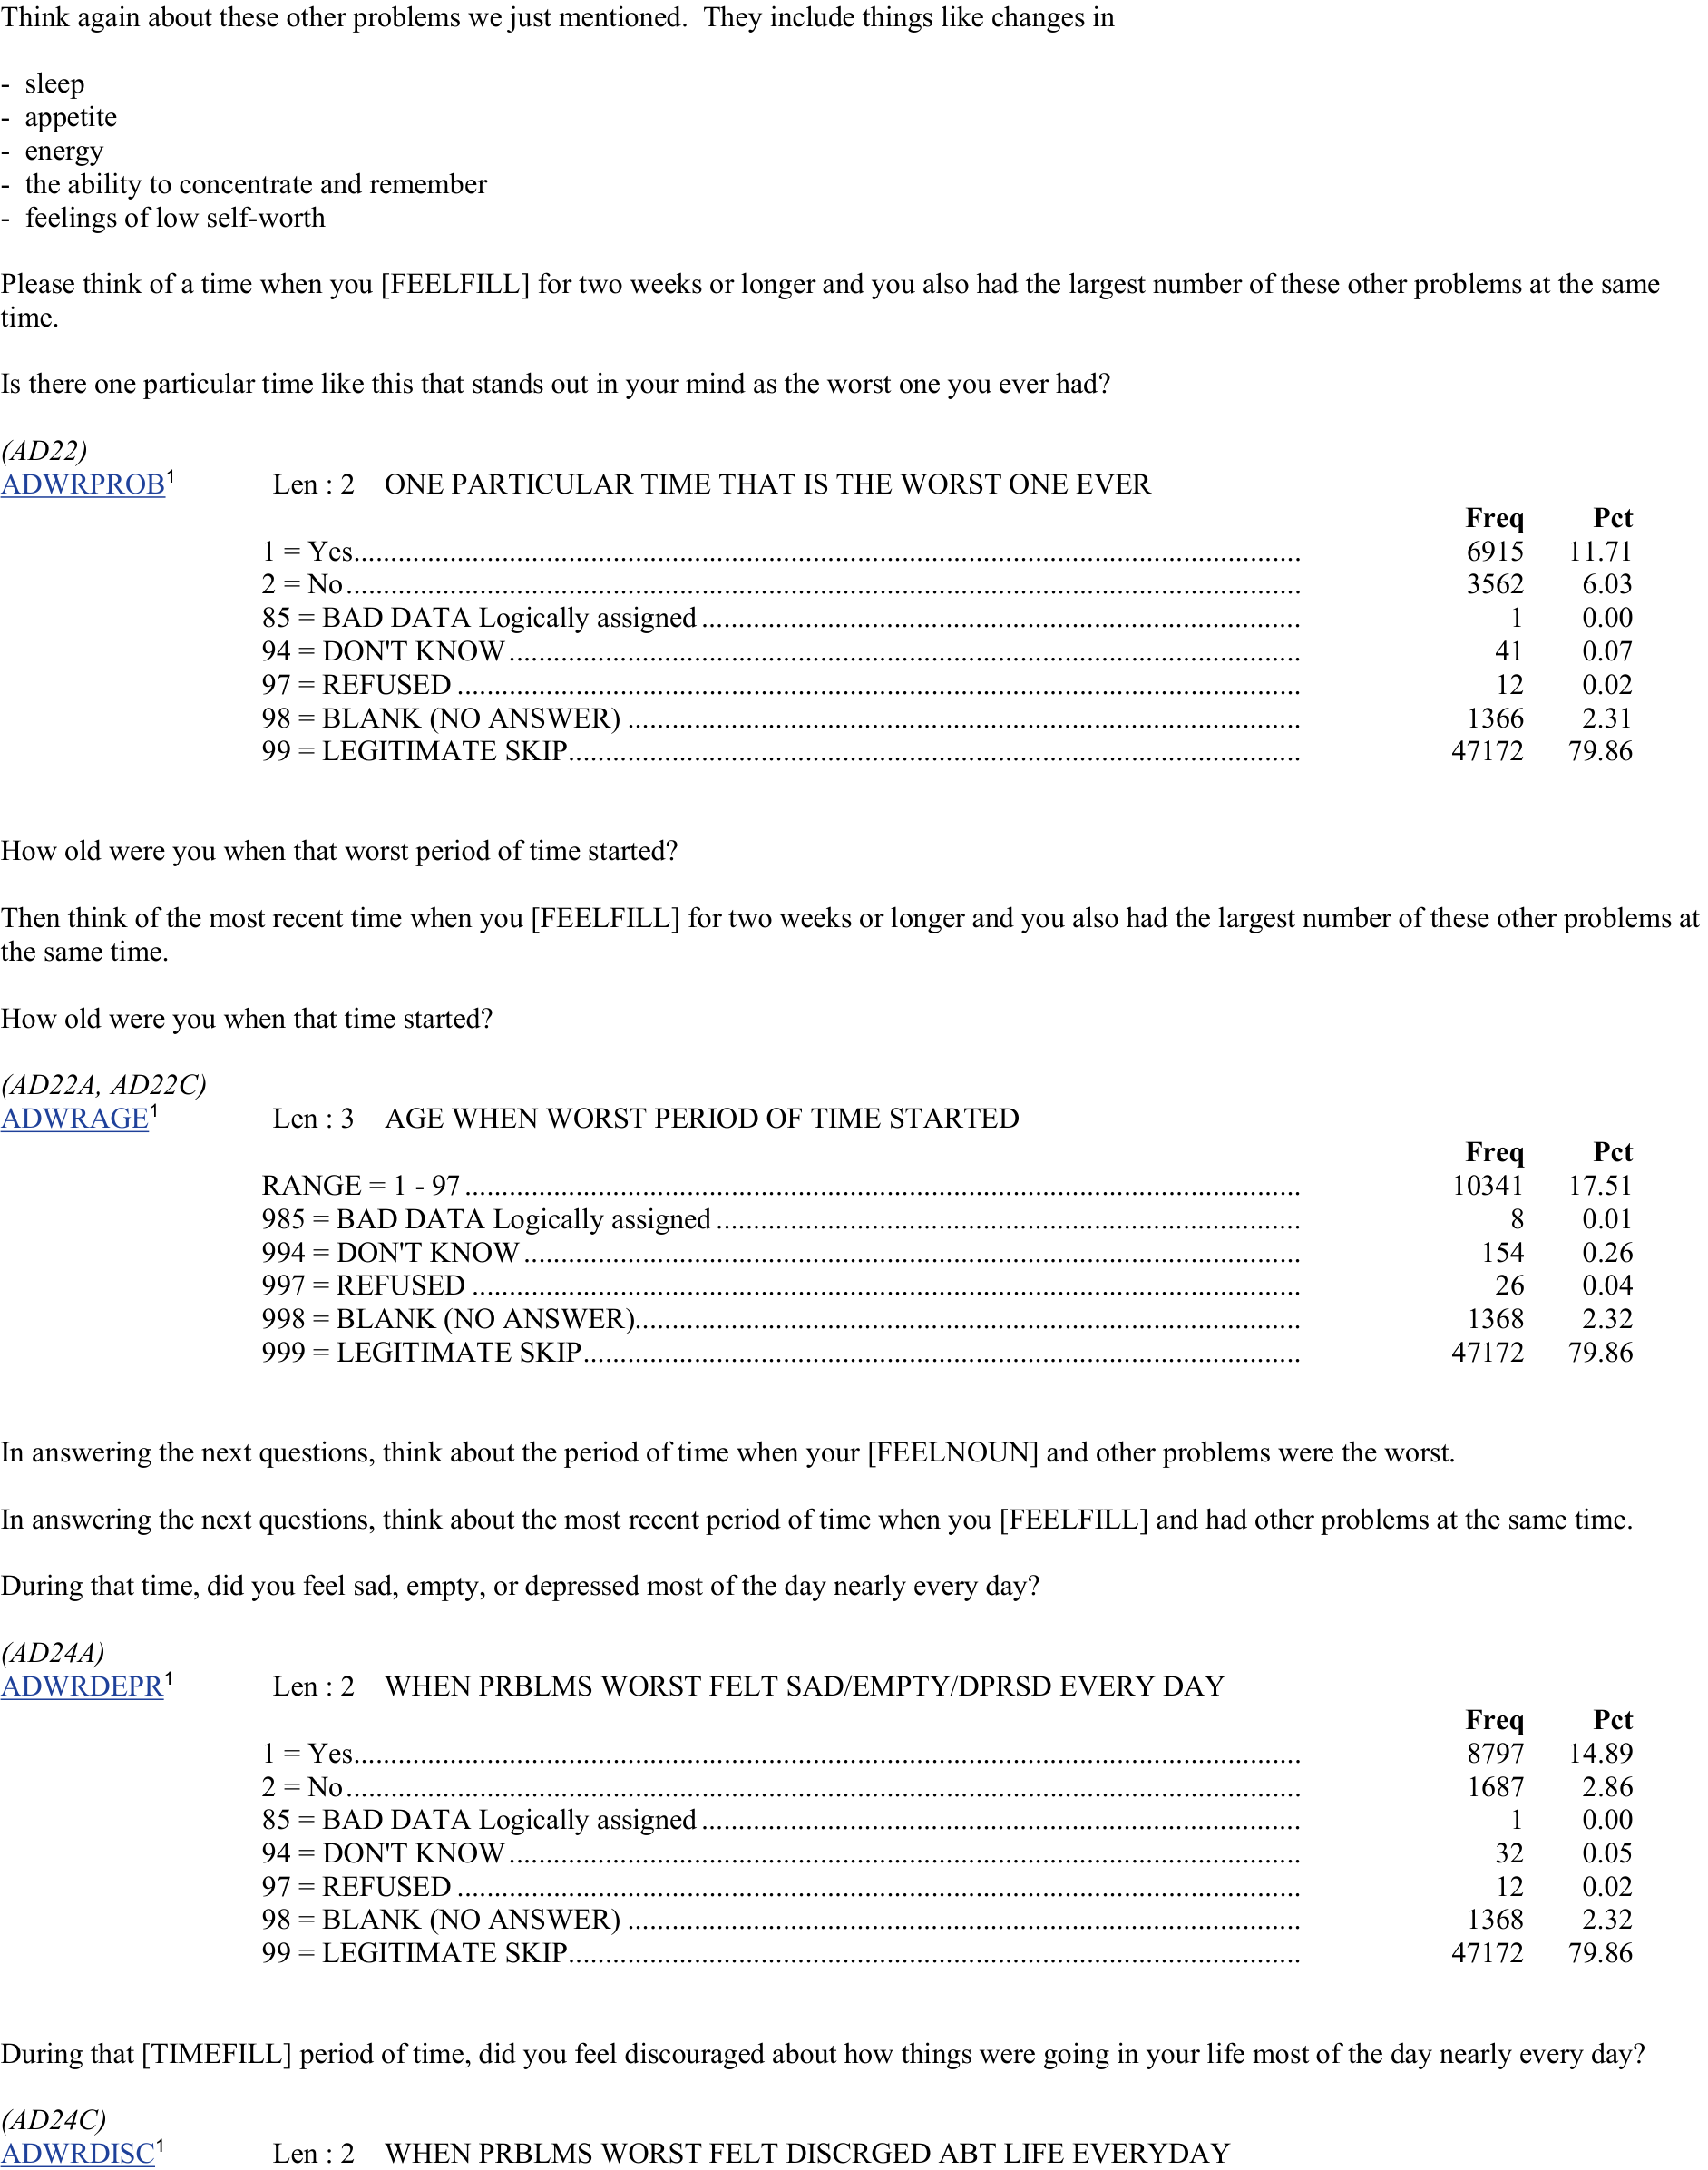 Think again about these other problems we just mentioned.  They include things like changes in
- sleep
- appetite
- energy
- the ability to concentrate and remember
- feelings of low self-worth
Please think of a time when you [FEELFILL] for two weeks or longer and you also had the largest number of these other problems at the same
time.
Is there one particular time like this that stands out in your mind as the worst one you ever had?
(AD22)
ADWRPROB¹ Len : 2 ONE PARTICULAR TIME THAT IS THE WORST ONE EVER
Freq Pct
1 = Yes 6915 11.71
2 = No 3562 6.03
85 = BAD DATA Logically assigned 1 0.00
94 = DON'T KNOW 41 0.07
97 = REFUSED 12 0.02
98 = BLANK (NO ANSWER) 1366 2.31
99 = LEGITIMATE SKIP 47172 79.86
How old were you when that worst period of time started?
Then think of the most recent time when you [FEELFILL] for two weeks or longer and you also had the largest number of these other problems at
the same time.
How old were you when that time started?
(AD22A, AD22C)
ADWRAGE¹ Len : 3 AGE WHEN WORST PERIOD OF TIME STARTED
Freq Pct
RANGE = 1 - 97 10341 17.51
985 = BAD DATA Logically assigned 8 0.01
994 = DON'T KNOW 154 0.26
997 = REFUSED 26 0.04
998 = BLANK (NO ANSWER) 1368 2.32
999 = LEGITIMATE SKIP 47172 79.86
In answering the next questions, think about the period of time when your [FEELNOUN] and other problems were the worst.
In answering the next questions, think about the most recent period of time when you [FEELFILL] and had other problems at the same time.
During that time, did you feel sad, empty, or depressed most of the day nearly every day?
(AD24A)
ADWRDEPR¹ Len : 2 WHEN PRBLMS WORST FELT SAD/EMPTY/DPRSD EVERY DAY
Freq Pct
1 = Yes 8797 14.89
2 = No 1687 2.86
85 = BAD DATA Logically assigned 1 0.00
94 = DON'T KNOW 32 0.05
97 = REFUSED 12 0.02
98 = BLANK (NO ANSWER) 1368 2.32
99 = LEGITIMATE SKIP 47172 79.86
During that [TIMEFILL] period of time, did you feel discouraged about how things were going in your life most of the day nearly every day?
(AD24C)
ADWRDISC¹ Len : 2 WHEN PRBLMS WORST FELT DISCRGED ABT LIFE EVERYDAY